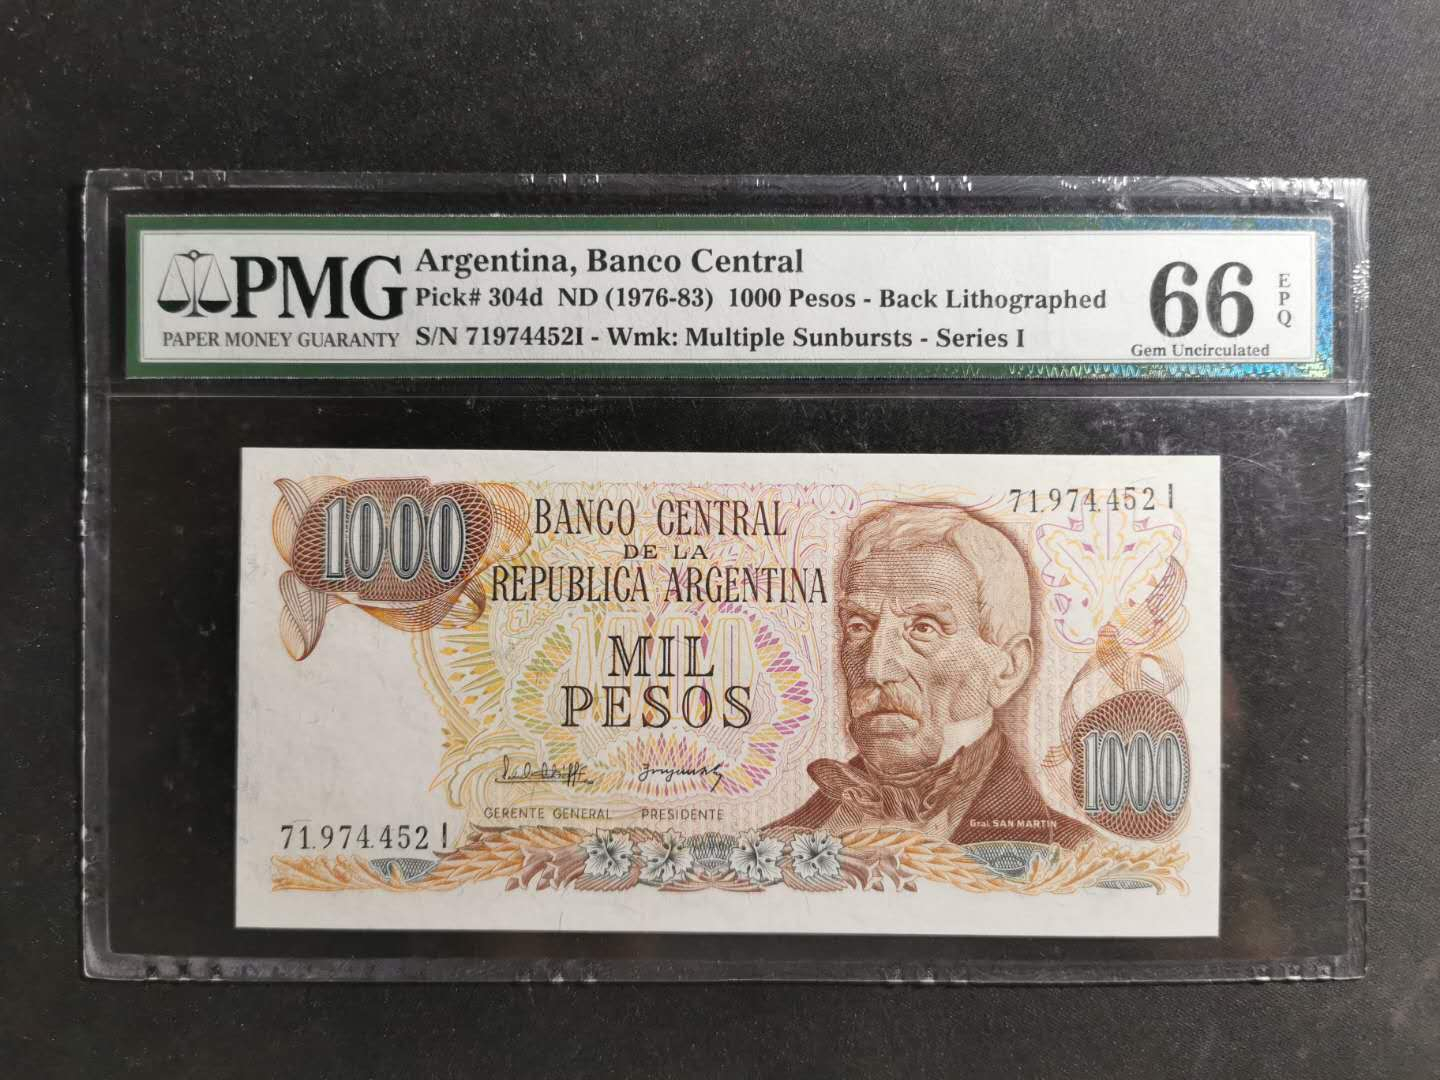 PMG
PAPER MONEY GUARANTY
Argentina, Banco Central
Pick# 304d ND (1976-83) 1000 Pesos - Back Lithographed
S/N 71974452I - Wmk: Multiple Sunbursts - Series I
66
EPQ
Gem Uncirculated
1000
BANCO CENTRAL
DE LA
REPUBLICA ARGENTINA
71.974.452 I
1000
MIL
PESOS
GERENTE GENERAL PRESIDENTE
71.974.452 I
1000
Gral. SAN MARTIN